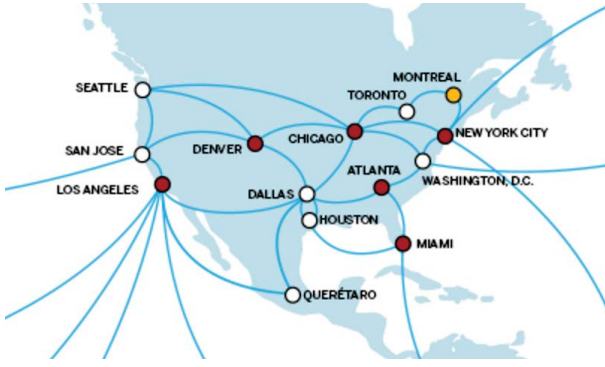 MONTREAL
SEATTLE
TORONTO
NEW YORK CITY
CHICAGO
SAN JOSE
DENVER
ATLANTA
WASHINGTON, D.C.
LOS ANGELES
DALLAS
HOUSTON
MIAMI
QUERÉTARO